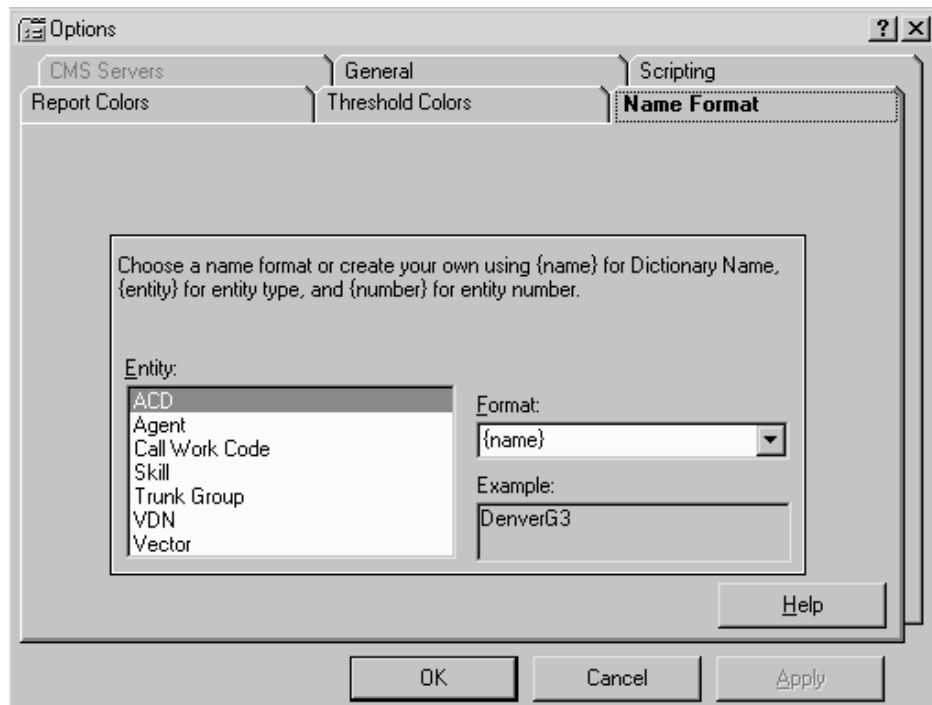 Options
CMS Servers
General
Scripting
Report Colors
Threshold Colors
Name Format
Choose a name format or create your own using {name} for Dictionary Name,
{entity} for entity type, and {number} for entity number.
Entity:
ACD
Agent
Call Work Code
Skill
Trunk Group
VDN
Vector
Format:
{name}
Example:
DenverG3
Help
OK
Cancel
Apply